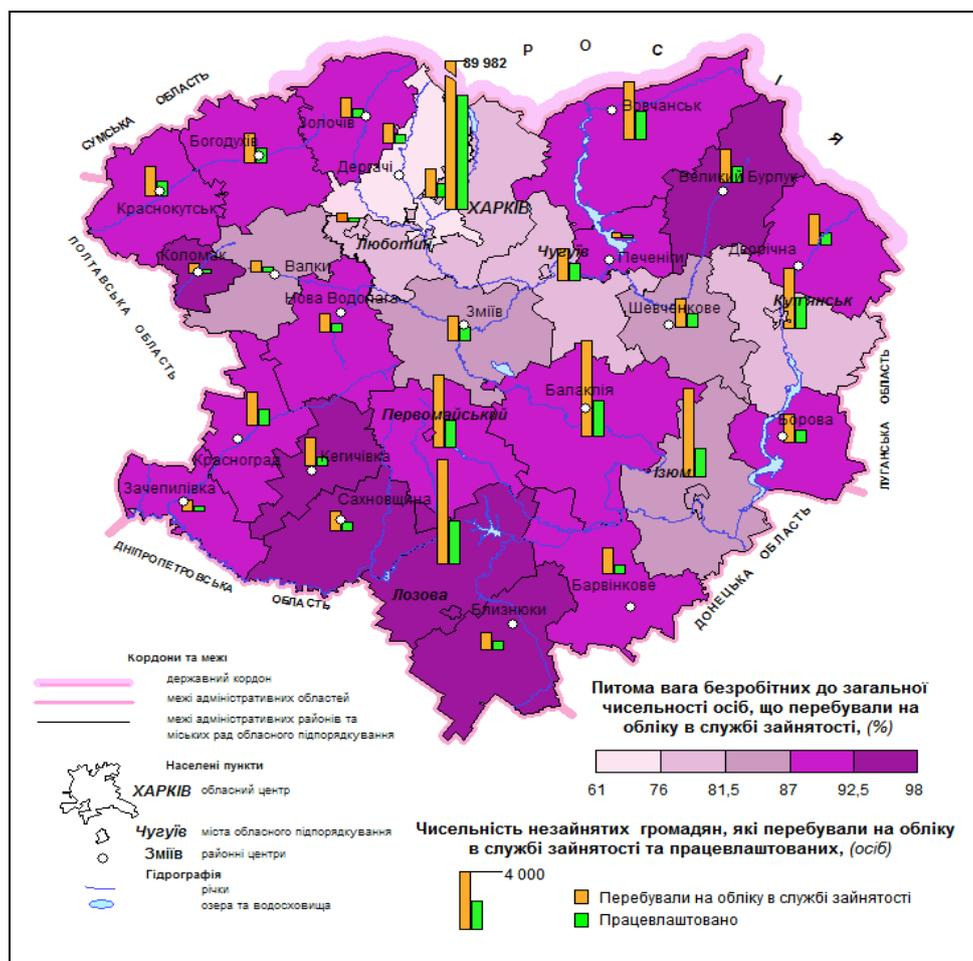 Р О С І Я
89 982
СУМСЬКА ОБЛАСТЬ
Вовчанськ
Золочів
Богодухів
Дергачі
Великий Бурлук
Краснокутськ
ХАРКІВ
Люботин
Чугуїв
Печеніги
Дворічна
Коломак
Валки
ПОЛТАВСЬКА ОБЛАСТЬ
Нова Водолага
Зміїв
Шевченкове
Куп'янськ
ЛУГАНСЬКА ОБЛАСТЬ
Балаклія
Первомайський
Борова
Красноград
Кегичівка
Ізюм
Зачепилівка
Сахновщина
ДНІПРОПЕТРОВСЬКА ОБЛАСТЬ
ДОНЕЦЬКА ОБЛАСТЬ
Барвінкове
Лозова
Близнюки
Кордони та межі
державний кордон
межі адміністративних областей
межі адміністративних районів та
міських рад обласного підпорядкування
Населені пункти
ХАРКІВ обласний центр
Чугуїв міста обласного підпорядкування
Зміїв районні центри
Гідрографія
річки
озера та водосховища
Питома вага безробітних до загальної
чисельності осіб, що перебували на
обліку в службі зайнятості, (%)
61 76 81,5 87 92,5 98
Чисельність незайнятих громадян, які перебували на обліку
в службі зайнятості та працевлаштованих, (осіб)
4 000
Перебували на обліку в службі зайнятості
Працевлаштовано